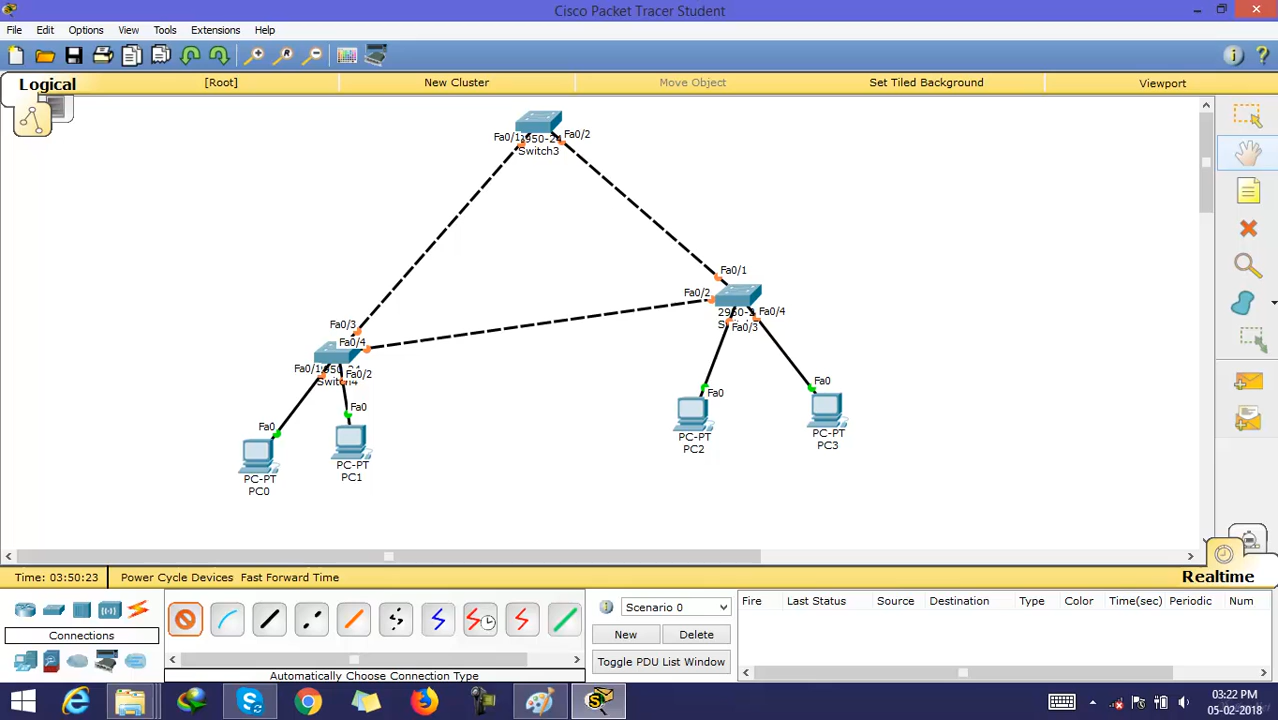 Cisco Packet Tracer Student
File Edit Options View Tools Extensions Help
Logical [Root] New Cluster Move Object Set Tiled Background Viewport
Fa0/1 Fa0/2
Switch3
Fa0/1
Fa0/2
Fa0/3 Fa0/4
Fa0/3
Fa0/4
Fa0/1
Fa0/2
Fa0 Fa0 Fa0 Fa0
PC-PT
PC0
PC-PT
PC1
PC-PT
PC2
PC-PT
PC3
Time: 03:50:23 Power Cycle Devices Fast Forward Time
Realtime
Connections
Automatically Choose Connection Type
Scenario 0
New Delete
Toggle PDU List Window
Fire Last Status Source Destination Type Color Time(sec) Periodic Num
03:22 PM
05-02-2018